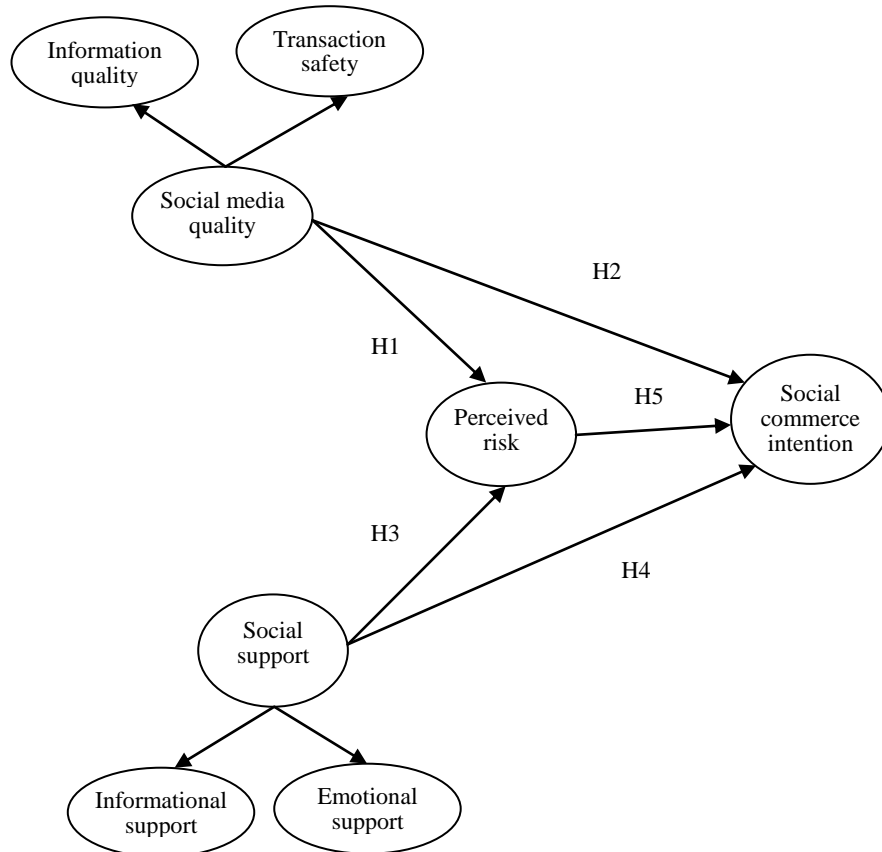 Information
quality
Transaction
safety
Social media
quality
H2
H1
Perceived
risk
H5
Social
commerce
intention
H3
H4
Social
support
Informational
support
Emotional
support